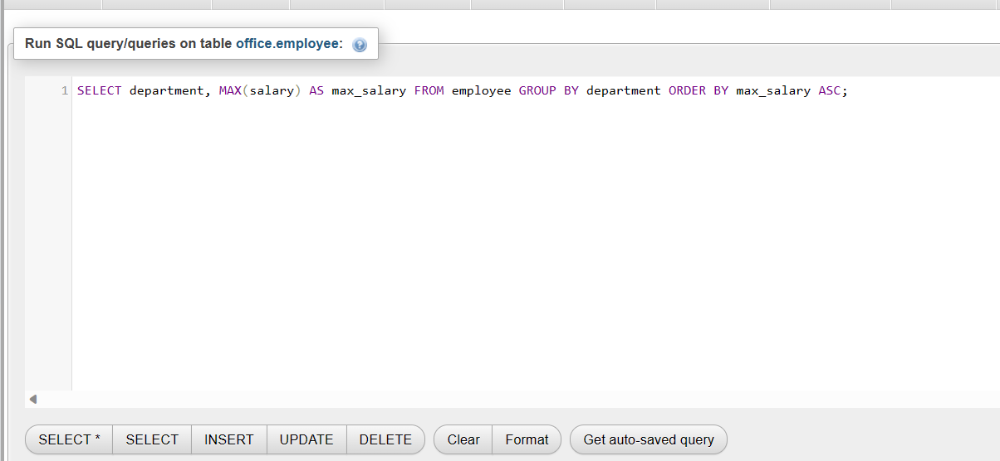 Run SQL query/queries on table office.employee:
1 SELECT department, MAX(salary) AS max_salary FROM employee GROUP BY department ORDER BY max_salary ASC;
SELECT * SELECT INSERT UPDATE DELETE Clear Format Get auto-saved query